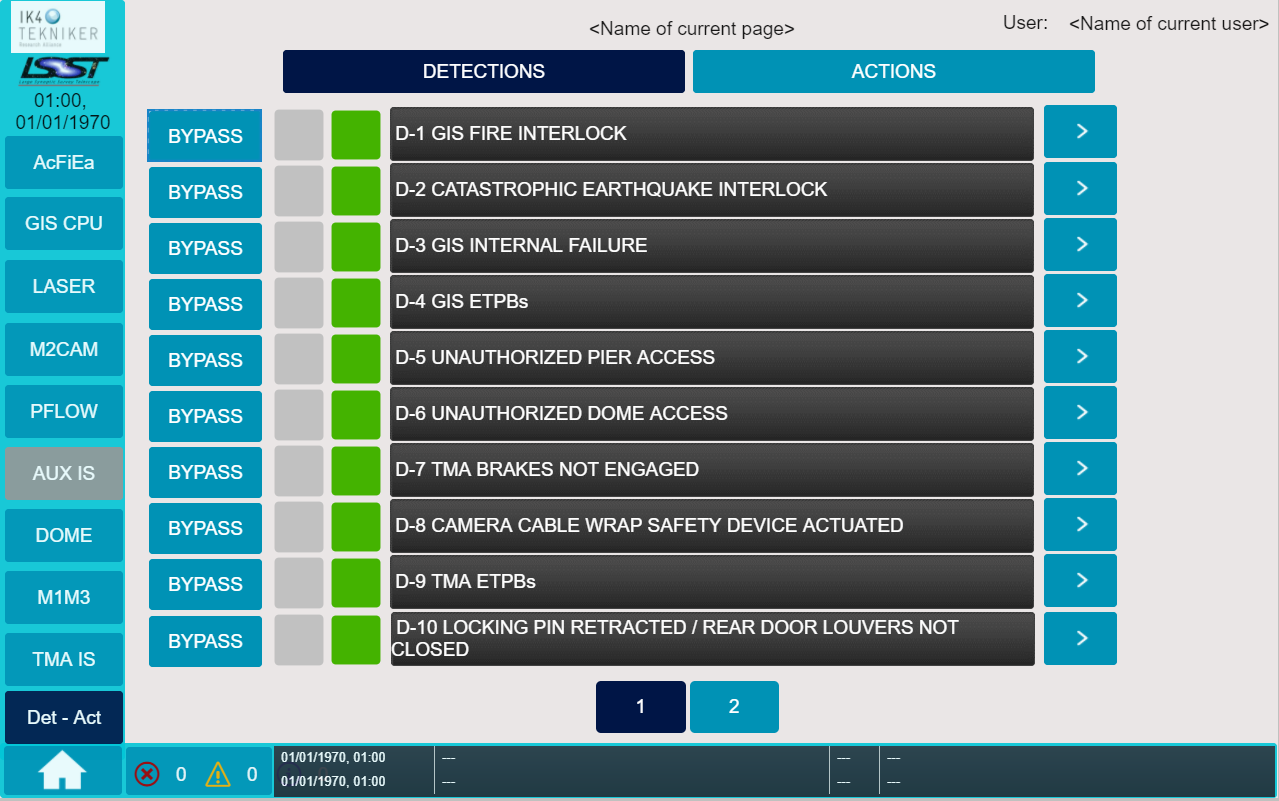 IK4
TEKNIKER
Research Alliance
LSST
Large Synoptic Survey Telescope
01:00,
01/01/1970
<Name of current page>
User: <Name of current user>
DETECTIONS ACTIONS
AcFiEa
GIS CPU
LASER
M2CAM
PFLOW
AUX IS
DOME
M1M3
TMA IS
Det - Act
BYPASS D-1 GIS FIRE INTERLOCK >
BYPASS D-2 CATASTROPHIC EARTHQUAKE INTERLOCK >
BYPASS D-3 GIS INTERNAL FAILURE >
BYPASS D-4 GIS ETPBs >
BYPASS D-5 UNAUTHORIZED PIER ACCESS >
BYPASS D-6 UNAUTHORIZED DOME ACCESS >
BYPASS D-7 TMA BRAKES NOT ENGAGED >
BYPASS D-8 CAMERA CABLE WRAP SAFETY DEVICE ACTUATED >
BYPASS D-9 TMA ETPBs >
BYPASS D-10 LOCKING PIN RETRACTED / REAR DOOR LOUVERS NOT
CLOSED >
1 2
0 0
01/01/1970, 01:00 --- --- ---
01/01/1970, 01:00 --- --- ---